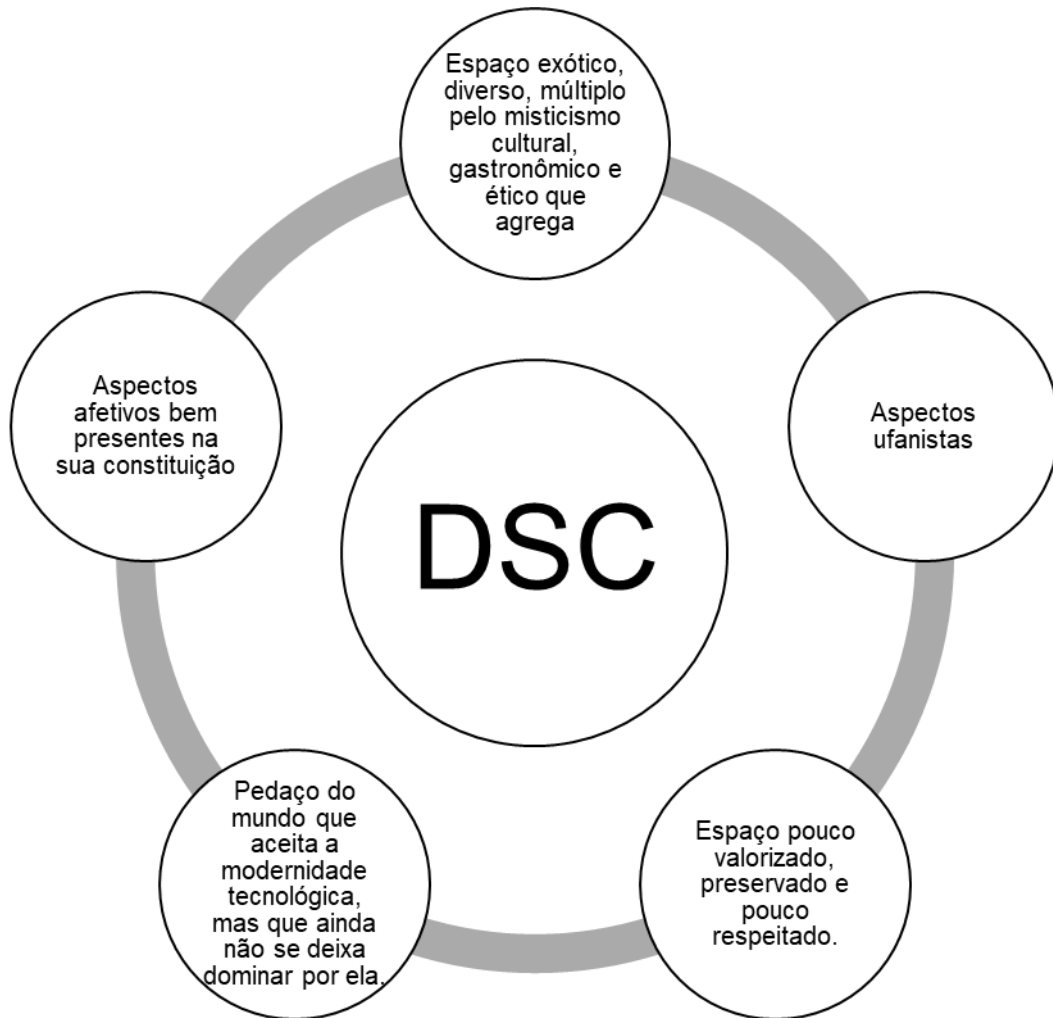 Espaço exótico,
diverso, múltiplo
pelo misticismo
cultural,
gastronômico e
ético que
agrega
Aspectos
afetivos bem
presentes na
sua constituição
Aspectos
ufanistas
DSC
Pedaço do
mundo que
aceita a
modernidade
tecnológica,
mas que ainda
não se deixa
dominar por ela.
Espaço pouco
valorizado,
preservado e
pouco
respeitado.